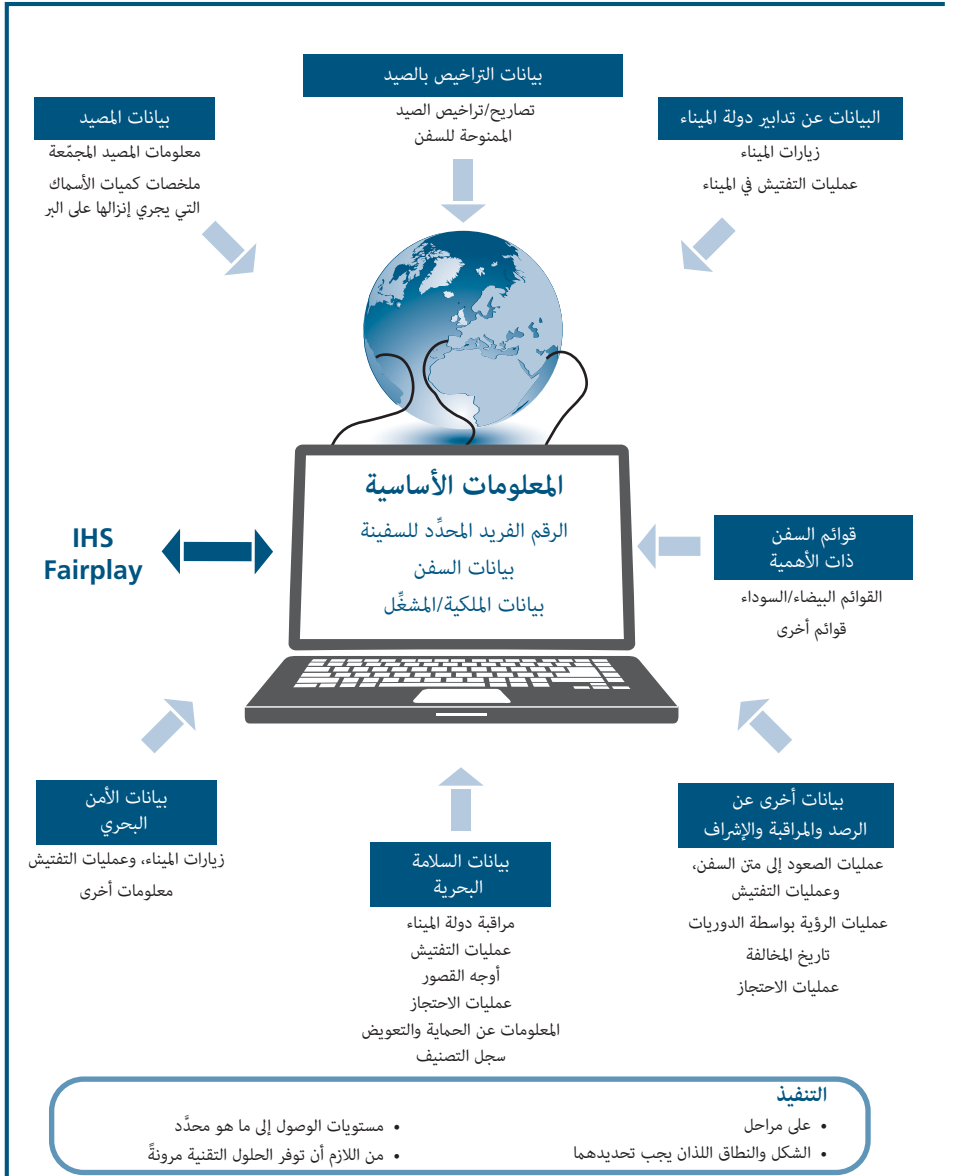 بيانات التراخيص بالصيد
تصاريح/تراخيص الصيد
الممنوحة للسفن
البيانات عن تدابير دولة الميناء
زيارات الميناء
عمليات التفتيش في الميناء
بيانات المصيد
معلومات المصيد المجمّعة
ملخصات كميات الأسماك
التي يجري إنزالها على البر
المعلومات الأساسية
الرقم الفريد المحدِّد للسفينة
بيانات السفن
بيانات الملكية/المشغِّل
IHS
Fairplay
قوائم السفن
ذات الأهمية
القوائم البيضاء/السوداء
قوائم أخرى
بيانات أخرى عن
الرصد والمراقبة والإشراف
عمليات الصعود إلى متن السفن،
وعمليات التفتيش
عمليات الرؤية بواسطة الدوريات
تاريخ المخالفة
عمليات الاحتجاز
بيانات السلامة
البحرية
مراقبة دولة الميناء
عمليات التفتيش
أوجه القصور
عمليات الاحتجاز
المعلومات عن الحماية والتعويض
سجل التصنيف
بيانات الأمن
البحري
زيارات الميناء، وعمليات التفتيش
معلومات أخرى
التنفيذ
• على مراحل
• الشكل والنطاق اللذان يجب تحديدهما
• مستويات الوصول إلى ما هو محدَّد
• من اللازم أن توفر الحلول التقنية مرونةً